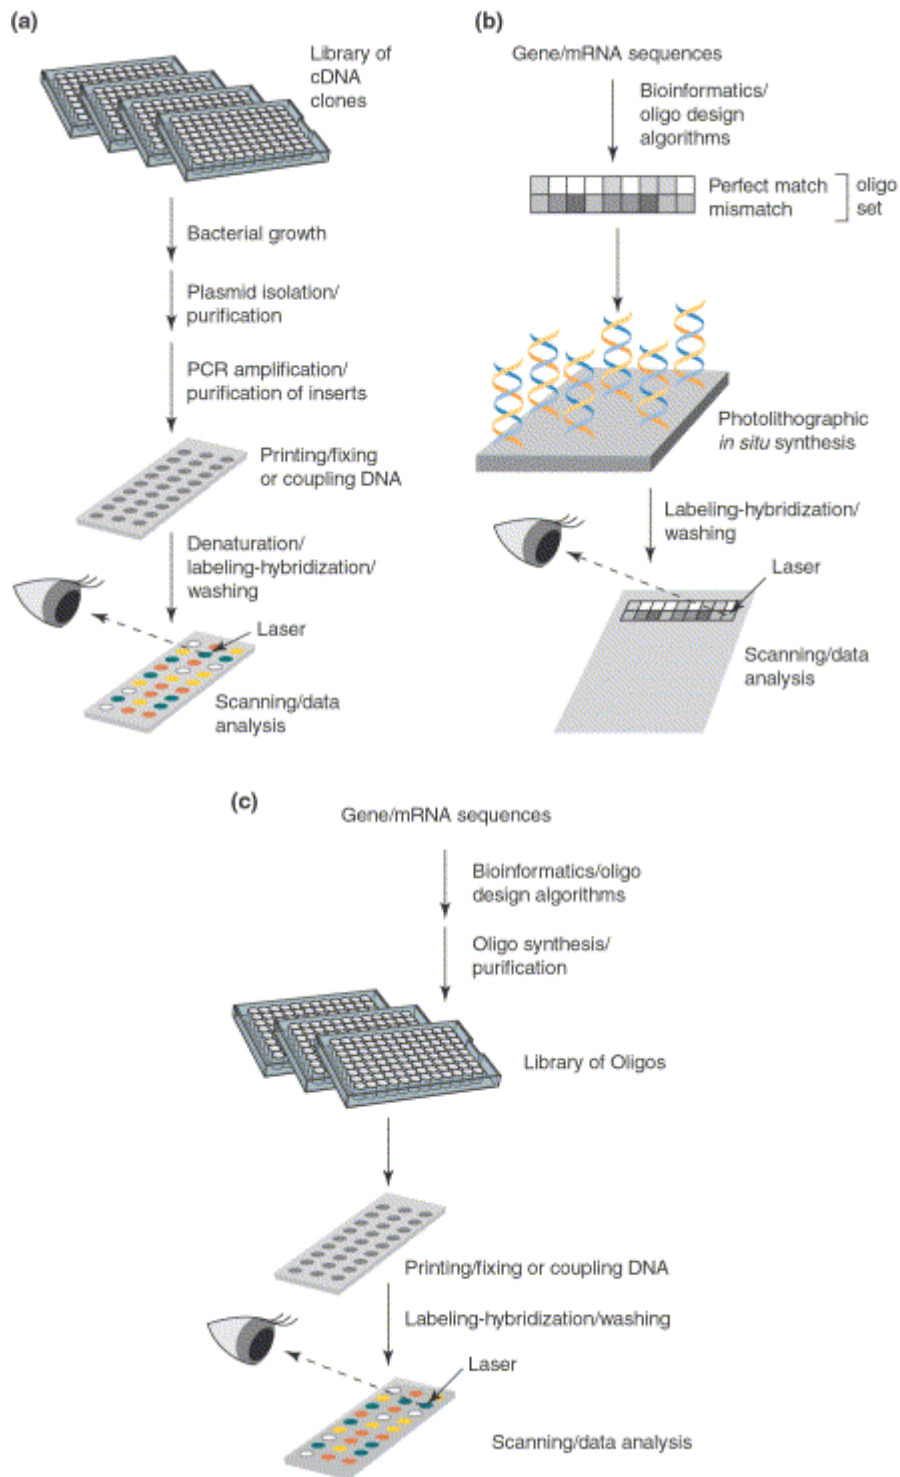 (a)
Library of
cDNA
clones
Bacterial growth
Plasmid isolation/
purification
PCR amplification/
purification of inserts
Printing/fixing
or coupling DNA
Denaturation/
labeling-hybridization/
washing
Laser
Scanning/data
analysis
(b)
Gene/mRNA sequences
Bioinformatics/
oligo design
algorithms
Perfect match
mismatch
oligo
set
Photolithographic
in situ synthesis
Labeling-hybridization/
washing
Laser
Scanning/data
analysis
(c)
Gene/mRNA sequences
Bioinformatics/oligo
design algorithms
Oligo synthesis/
purification
Library of Oligos
Printing/fixing or coupling DNA
Labeling-hybridization/washing
Laser
Scanning/data analysis